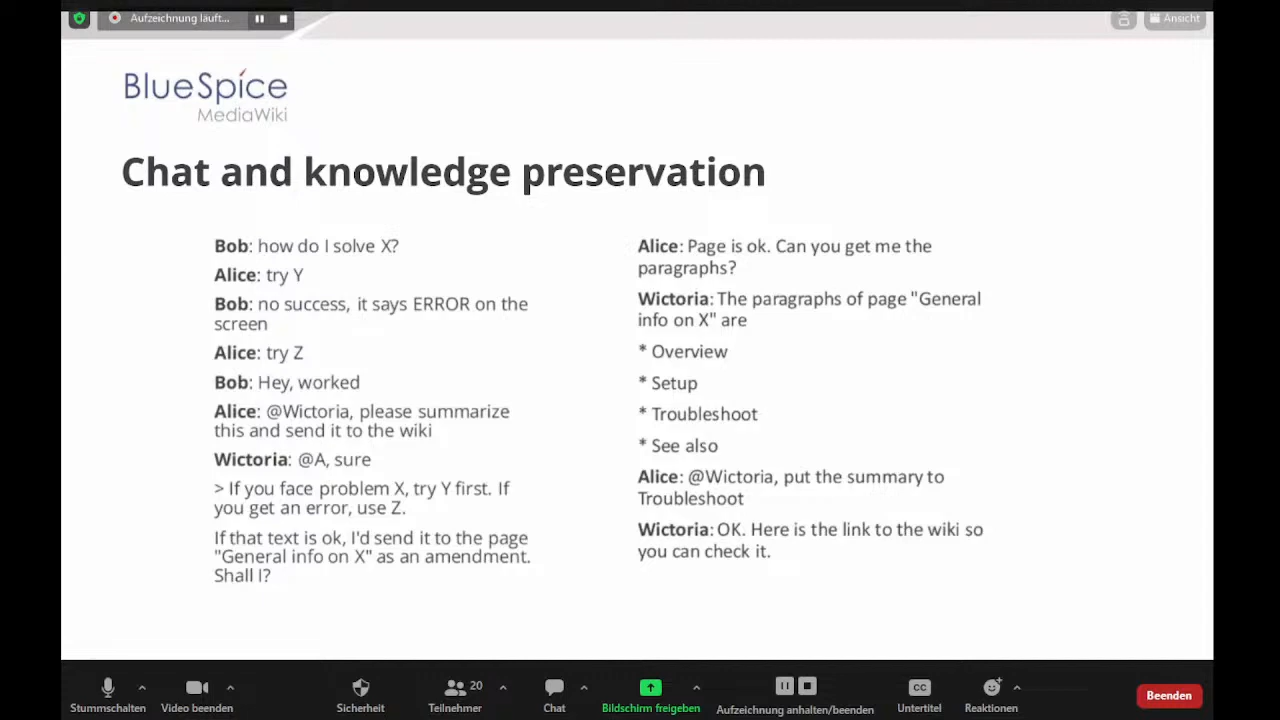 Aufzeichnung läuft...
Ansicht
BlueSpice
MediaWiki
Chat and knowledge preservation
Bob: how do I solve X?
Alice: try Y
Bob: no success, it says ERROR on the
screen
Alice: try Z
Bob: Hey, worked
Alice: @Wictoria, please summarize
this and send it to the wiki
Wictoria: @A, sure
> If you face problem X, try Y first. If
you get an error, use Z.
If that text is ok, I'd send it to the page
"General info on X" as an amendment.
Shall I?
Alice: Page is ok. Can you get me the
paragraphs?
Wictoria: The paragraphs of page "General
info on X" are
* Overview
* Setup
* Troubleshoot
* See also
Alice: @Wictoria, put the summary to
Troubleshoot
Wictoria: OK. Here is the link to the wiki so
you can check it.
Stummschalten
Video beenden
Sicherheit
20
Teilnehmer
Chat
Bildschirm freigeben
Aufzeichnung anhalten/beenden
CC
Untertitel
Reaktionen
Beenden